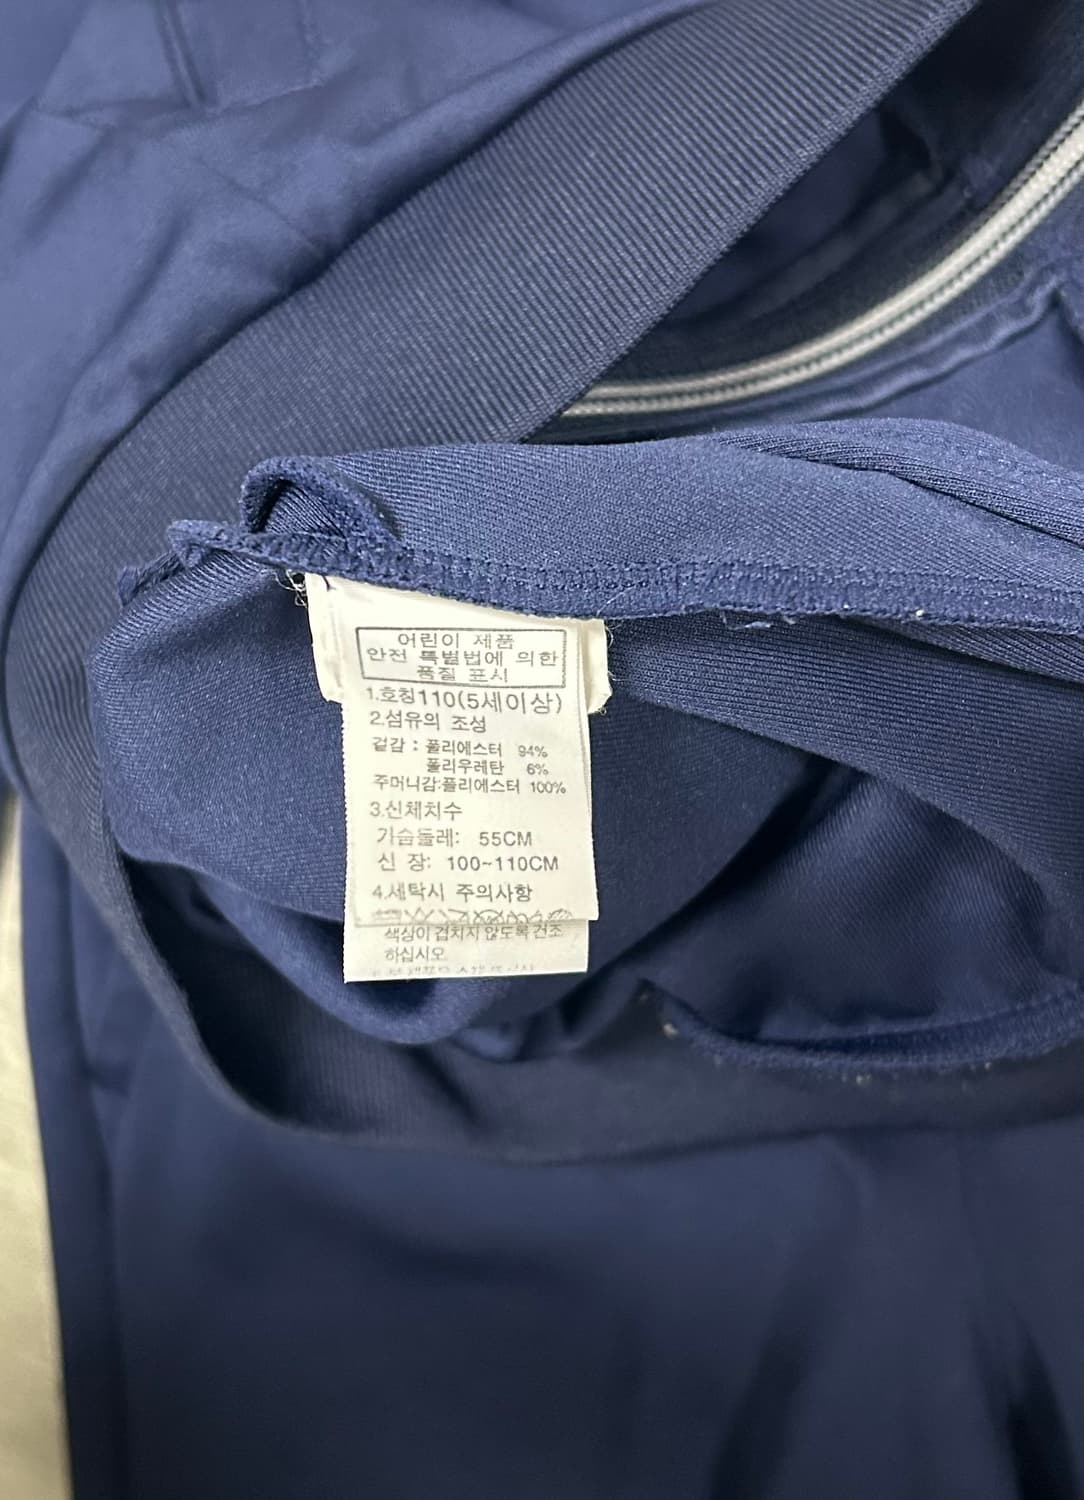 어린이 제품
안전 특별법에 의한
품질 표시
1.호칭110(5세이상)
2.섬유의 조성
겉감 : 폴리에스터 94%
폴리우레탄 6%
주머니감:폴리에스터 100%
3.신체치수
가슴둘레: 55CM
신 장: 100~110CM
4.세탁시 주의사항
색상이 겹치지 않도록 건조
하십시오